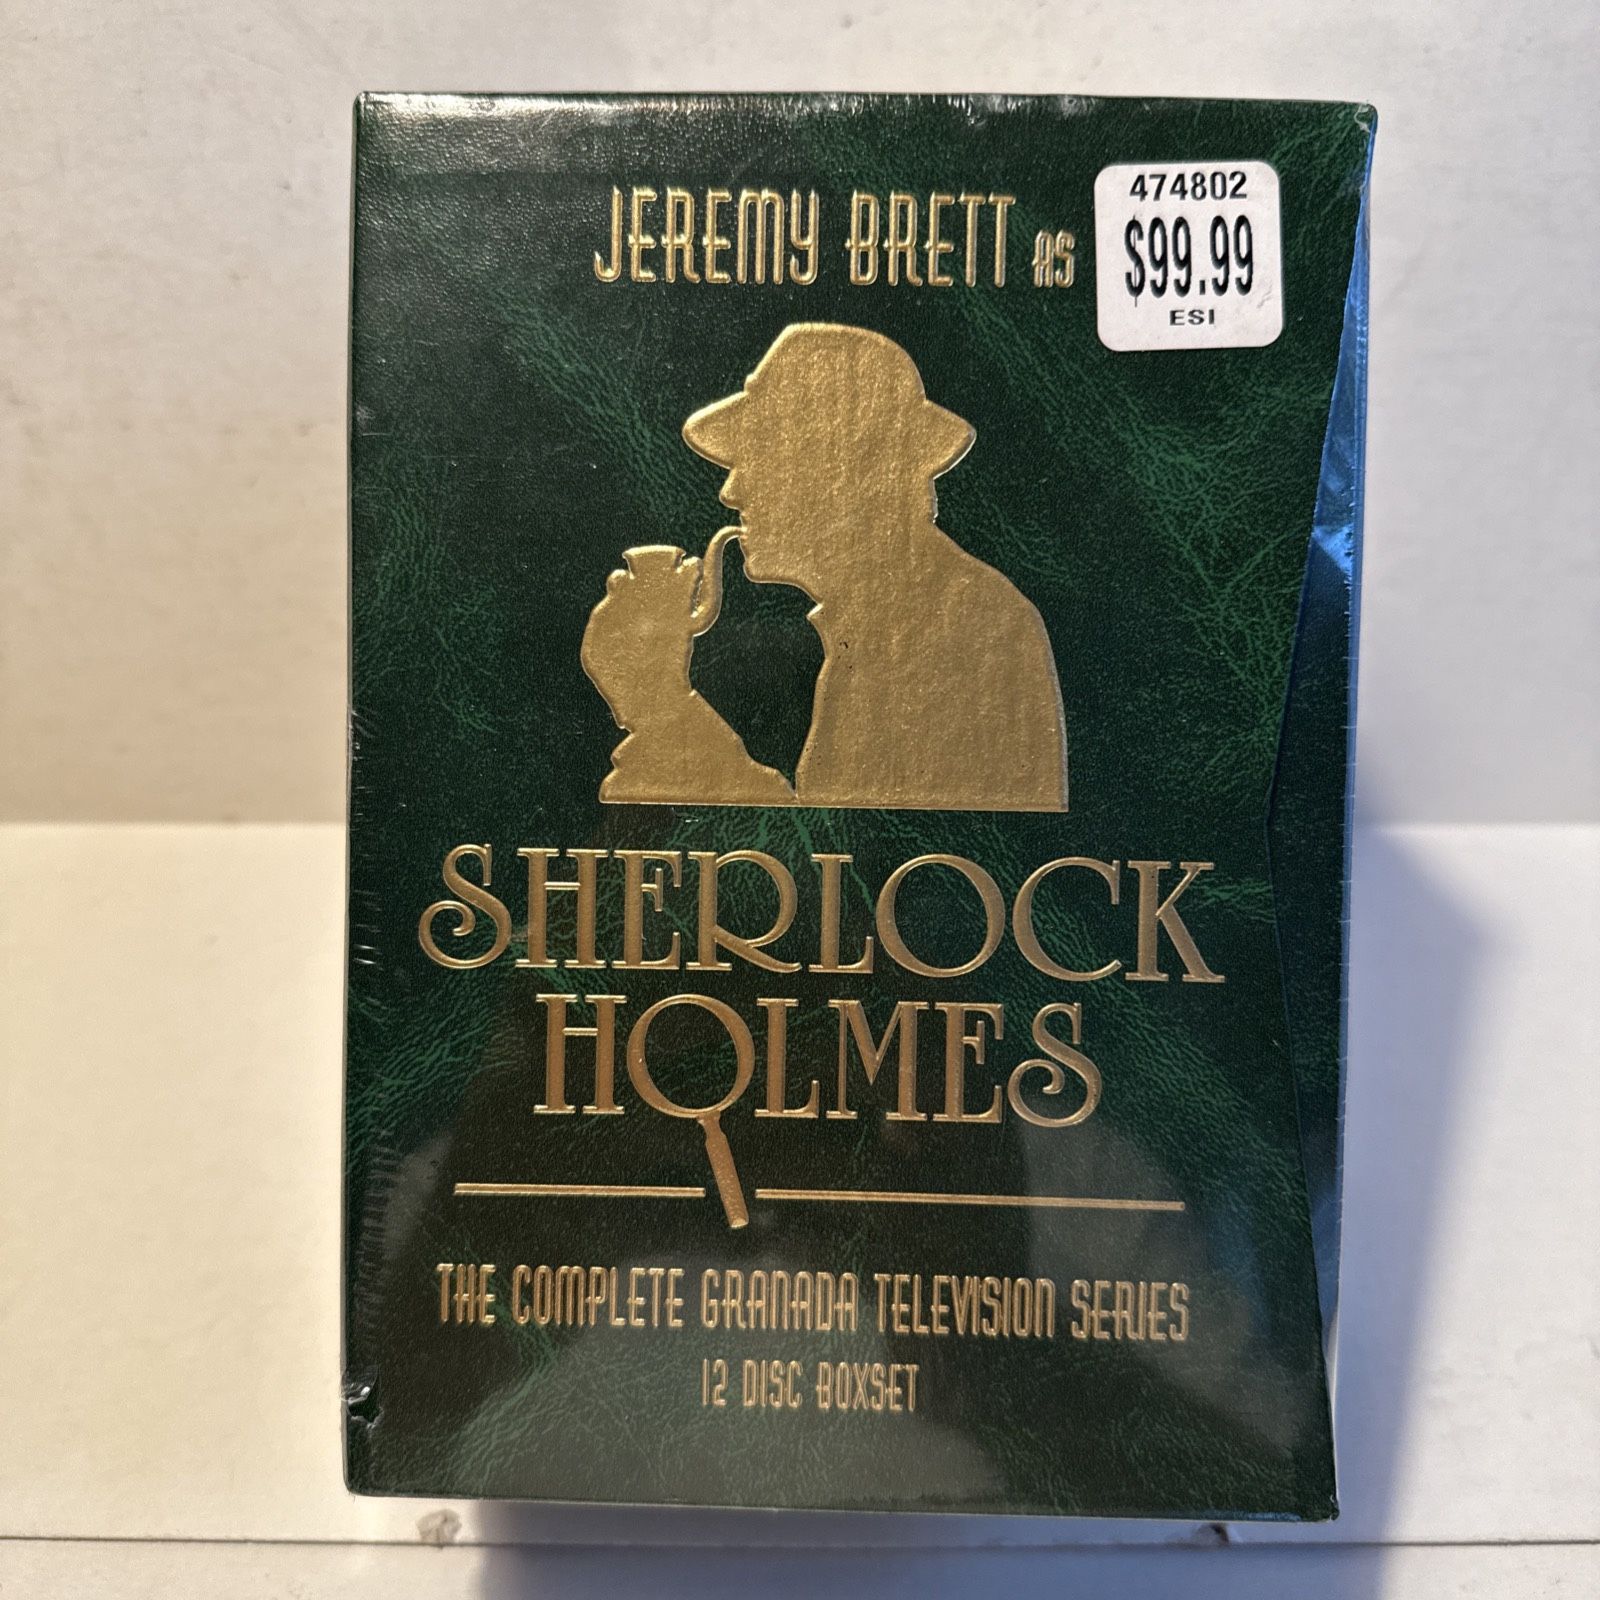 JEREMY BRETT AS
474802
$99.99
ESI
SHERLOCK
HOLMES
THE COMPLETE GRANADA TELEVISION SERIES
12 DISC BOXSET